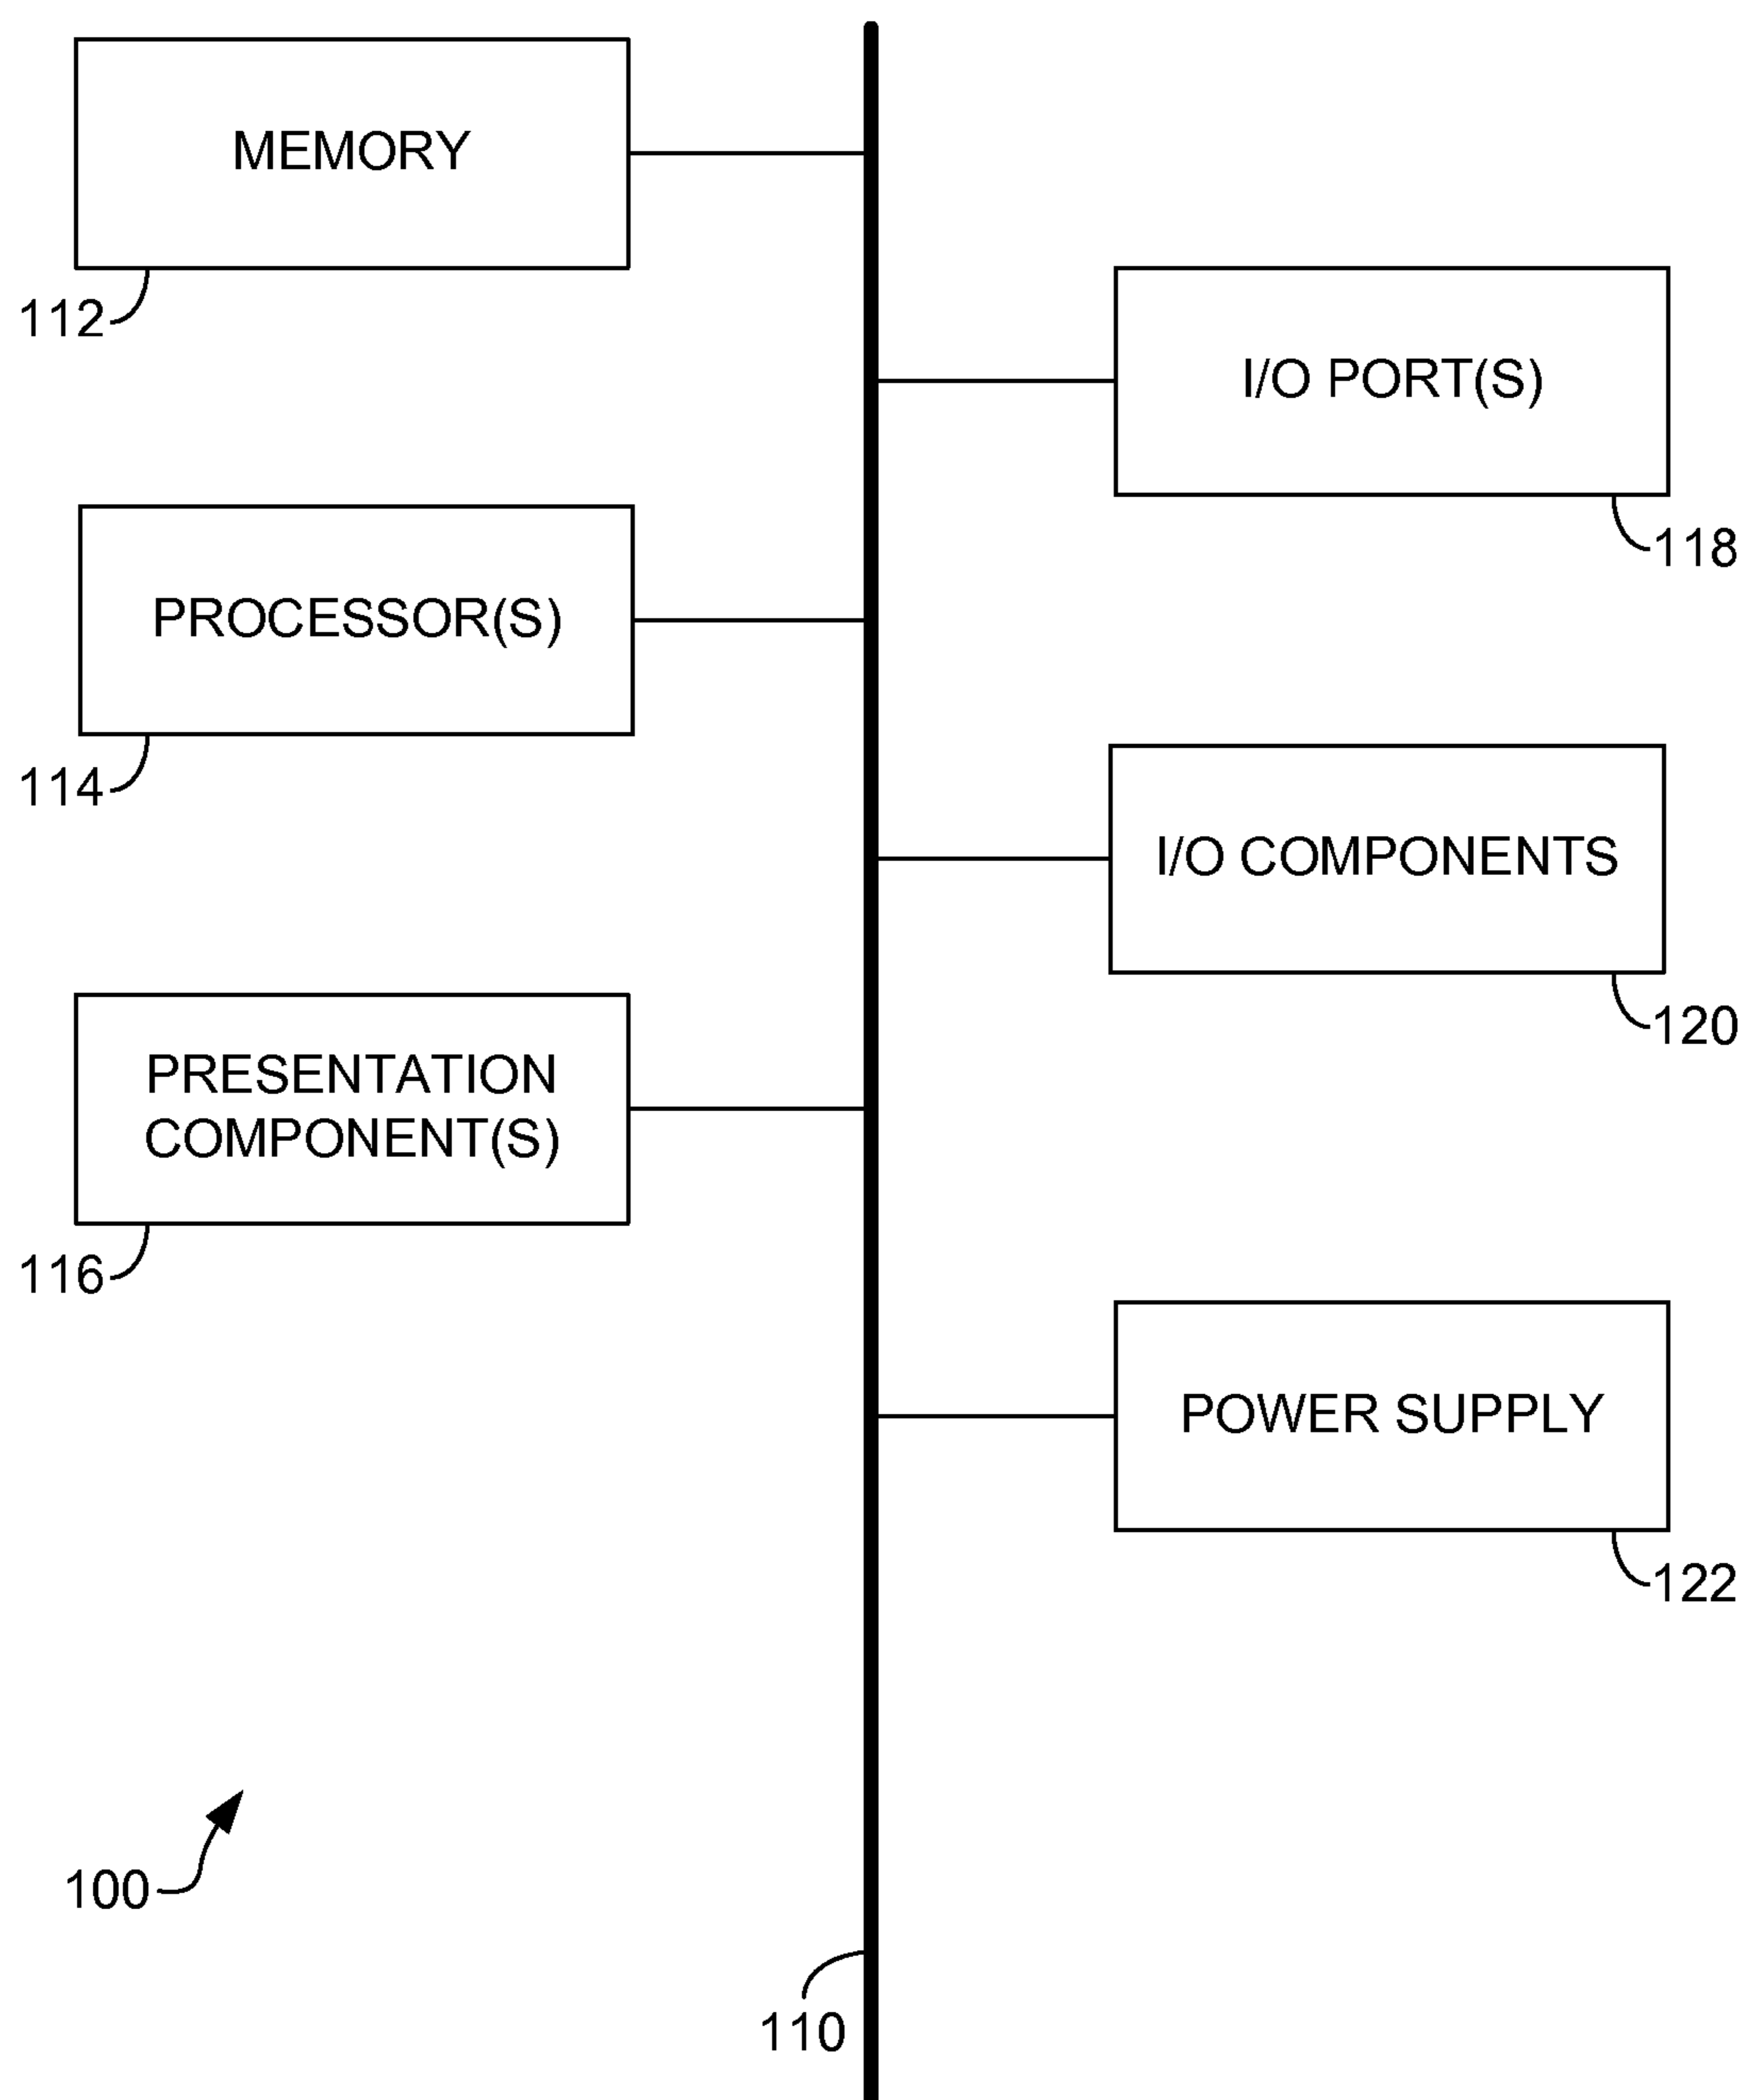 MEMORY
112
I/O PORT(S)
118
PROCESSOR(S)
114
I/O COMPONENTS
120
PRESENTATION
COMPONENT(S)
116
POWER SUPPLY
122
100
110